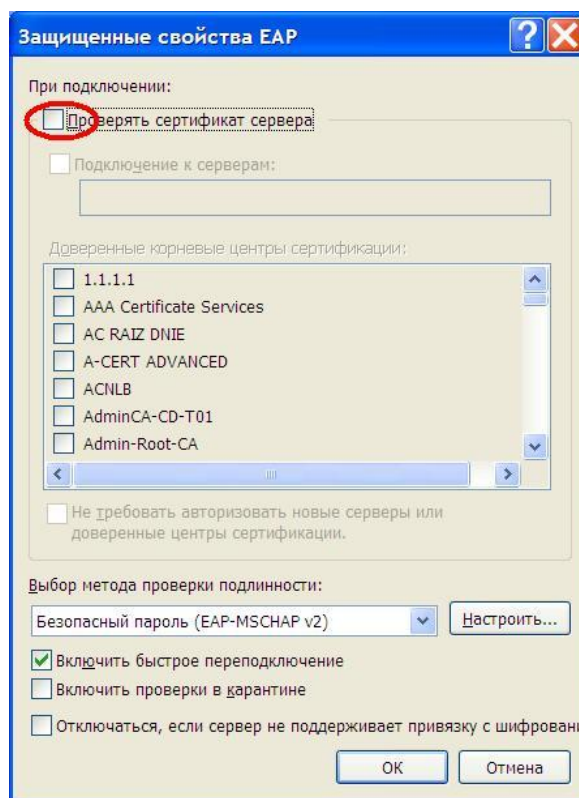 Защищенные свойства EAP
При подключении:
Проверять сертификат сервера
Подключение к серверам:
Доверенные корневые центры сертификации:
1.1.1.1
AAA Certificate Services
AC RAIZ DNIE
A-CERT ADVANCED
ACNLB
AdminCA-CD-T01
Admin-Root-CA
Не требовать авторизовать новые серверы или
доверенные центры сертификации.
Выбор метода проверки подлинности:
Безопасный пароль (EAP-MSCHAP v2)
Настроить...
Включить быстрое переподключение
Включить проверки в карантине
Отключаться, если сервер не поддерживает привязку с шифровани
ОК
Отмена